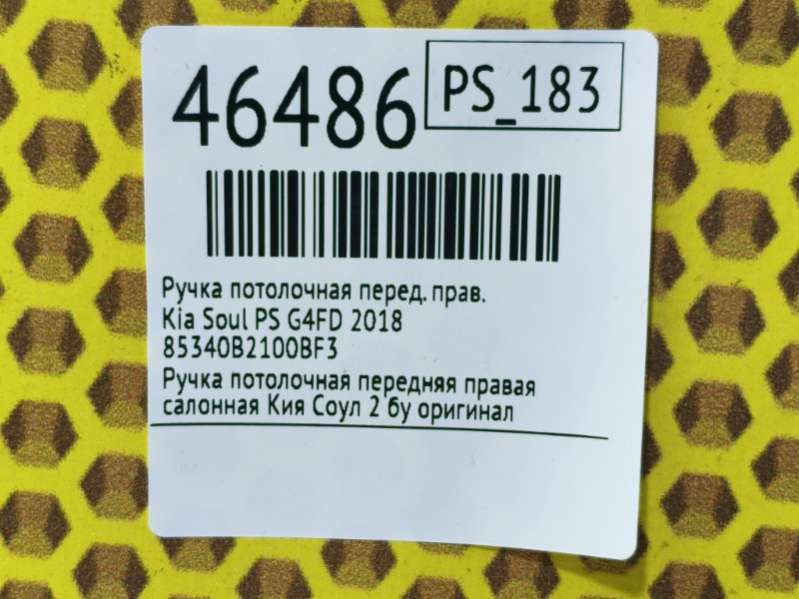 46486
PS_183
Ручка потолочная перед. прав.
Kia Soul PS G4FD 2018
85340B2100BF3
Ручка потолочная передняя правая
салонная Кия Соул 2 бу оригинал